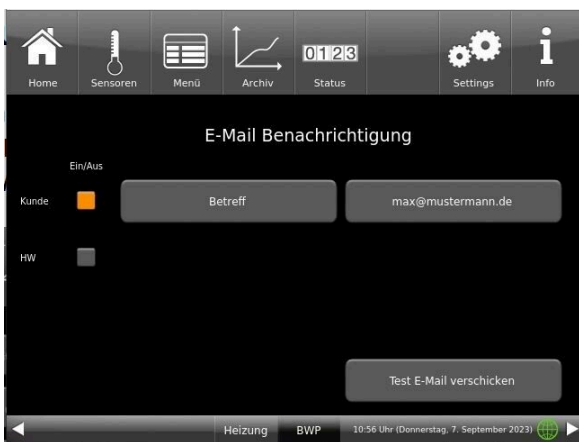 0123
Home Sensoren Menü Archiv Status Settings Info
E-Mail Benachrichtigung
Ein/Aus
Kunde Betreff max@mustermann.de
HW
Test E-Mail verschicken
Heizung BWP 10:56 Uhr (Donnerstag, 7. September 2023)